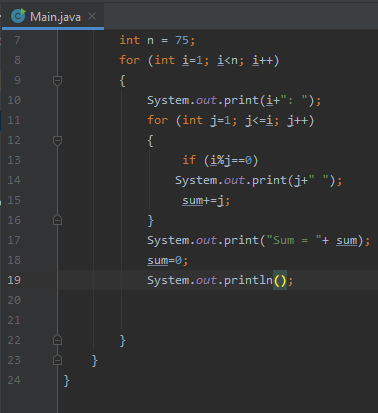 Main.java
7 int n = 75;
8 for (int i=1; i<n; i++)
9 {
10 System.out.print(i+": ");
11 for (int j=1; j<=i; j++)
12 {
13 if (i%j==0)
14 System.out.print(j+" ");
15 sum+=j;
16 }
17 System.out.print("Sum = "+ sum);
18 sum=0;
19 System.out.println();
20
21
22 }
23 }
24 }